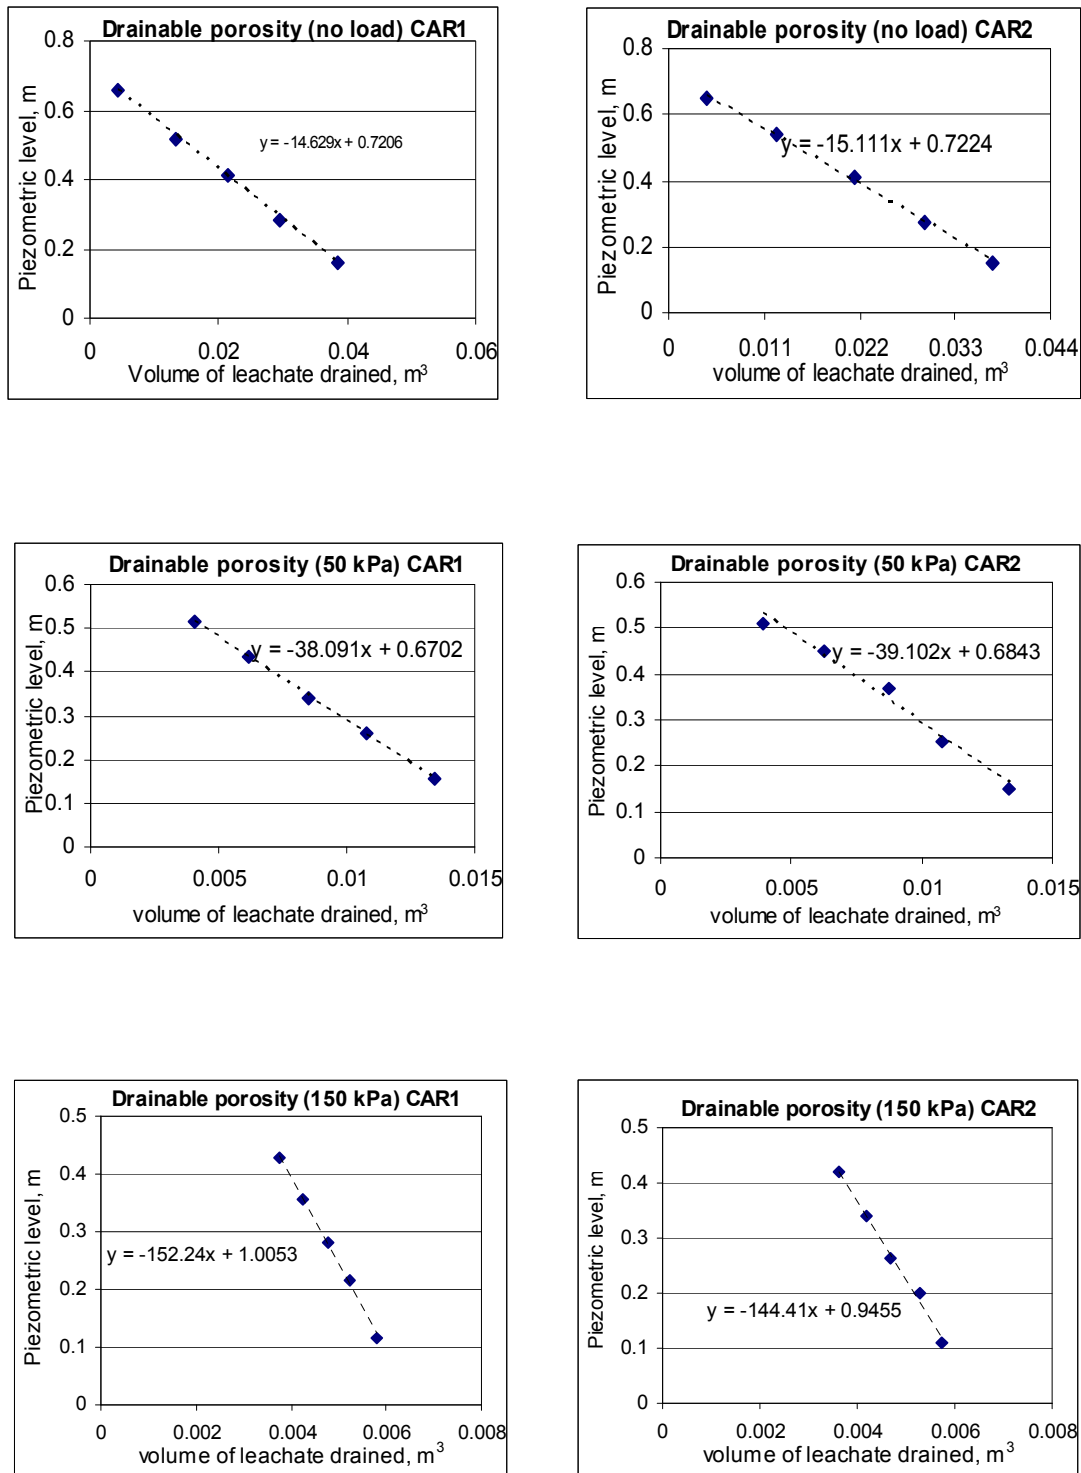 Drainable porosity (no load) CAR1
0.8
0.6
0.4
0.2
0
Piezometric level, m
y = -14.629x + 0.7206
0 0.02 0.04 0.06
Volume of leachate drained, m³
Drainable porosity (no load) CAR2
0.8
0.6
0.4
0.2
0
Piezometric level, m
y = -15.111x + 0.7224
0 0.011 0.022 0.033 0.044
volume of leachate drained, m³
Drainable porosity (50 kPa) CAR1
0.6
0.5
0.4
0.3
0.2
0.1
0
Piezometric level, m
y = -38.091x + 0.6702
0 0.005 0.01 0.015
volume of leachate drained, m³
Drainable porosity (50 kPa) CAR2
0.6
0.5
0.4
0.3
0.2
0.1
0
Piezometric level, m
y = -39.102x + 0.6843
0 0.005 0.01 0.015
volume of leachate drained, m³
Drainable porosity (150 kPa) CAR1
0.5
0.4
0.3
0.2
0.1
0
Piezometric level, m
y = -152.24x + 1.0053
0 0.002 0.004 0.006 0.008
volume of leachate drained, m³
Drainable porosity (150 kPa) CAR2
0.5
0.4
0.3
0.2
0.1
0
Piezometric level, m
y = -144.41x + 0.9455
0 0.002 0.004 0.006 0.008
volume of leachate drained, m³